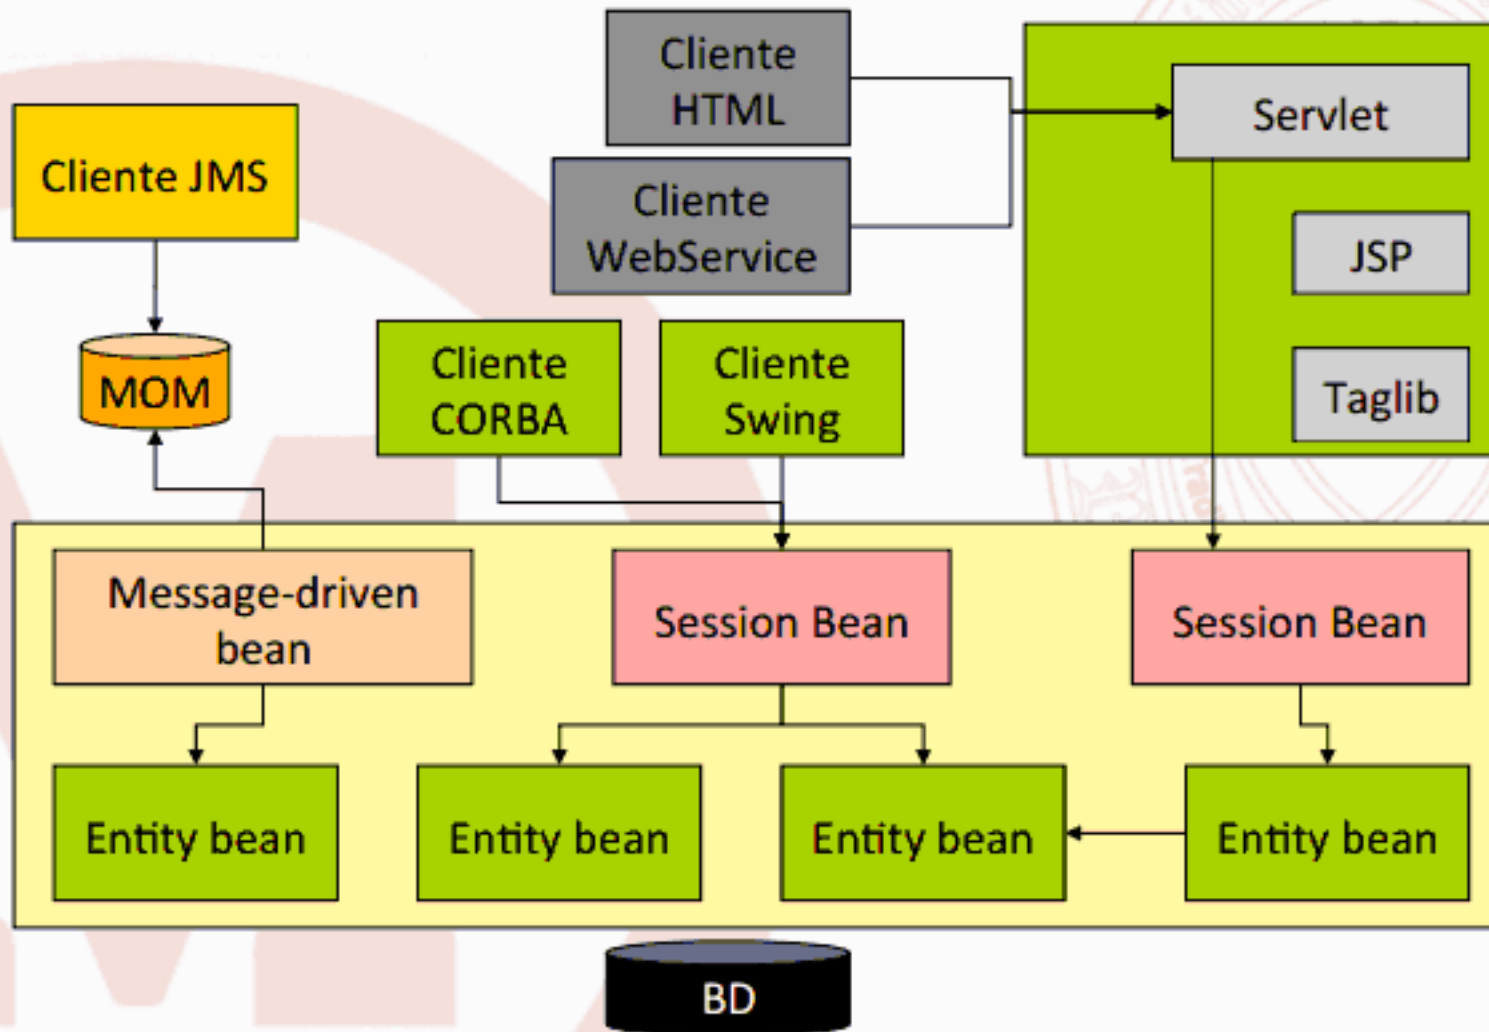 Cliente
HTML
Servlet
Cliente JMS
Cliente
WebService
JSP
MOM
Cliente
CORBA
Cliente
Swing
Taglib
Message-driven
bean
Session Bean
Session Bean
Entity bean
Entity bean
Entity bean
Entity bean
BD